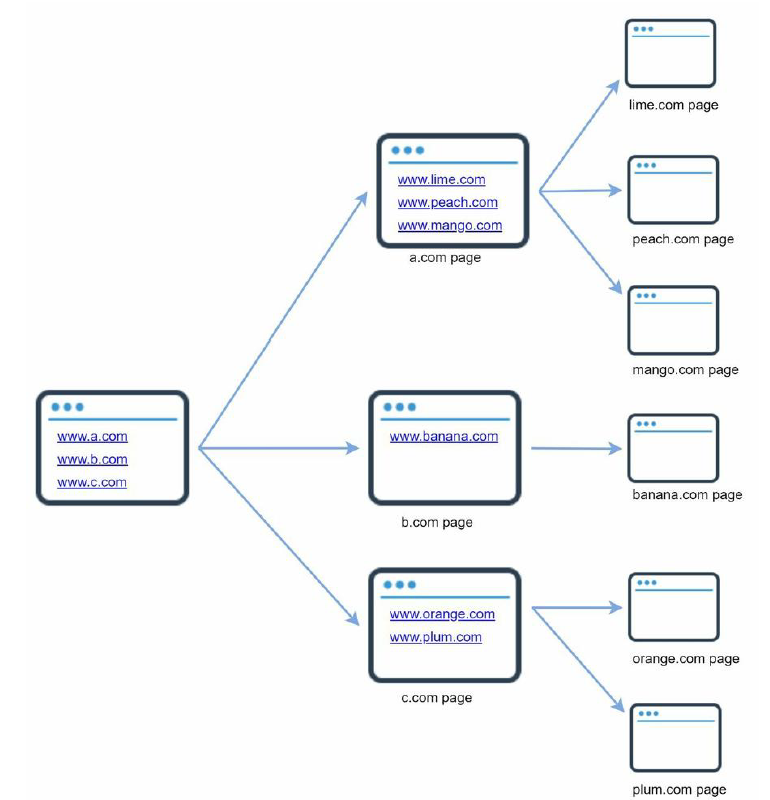 www.a.com
www.b.com
www.c.com
www.lime.com
www.peach.com
www.mango.com
a.com page
www.banana.com
b.com page
www.orange.com
www.plum.com
c.com page
lime.com page
peach.com page
mango.com page
banana.com page
orange.com page
plum.com page